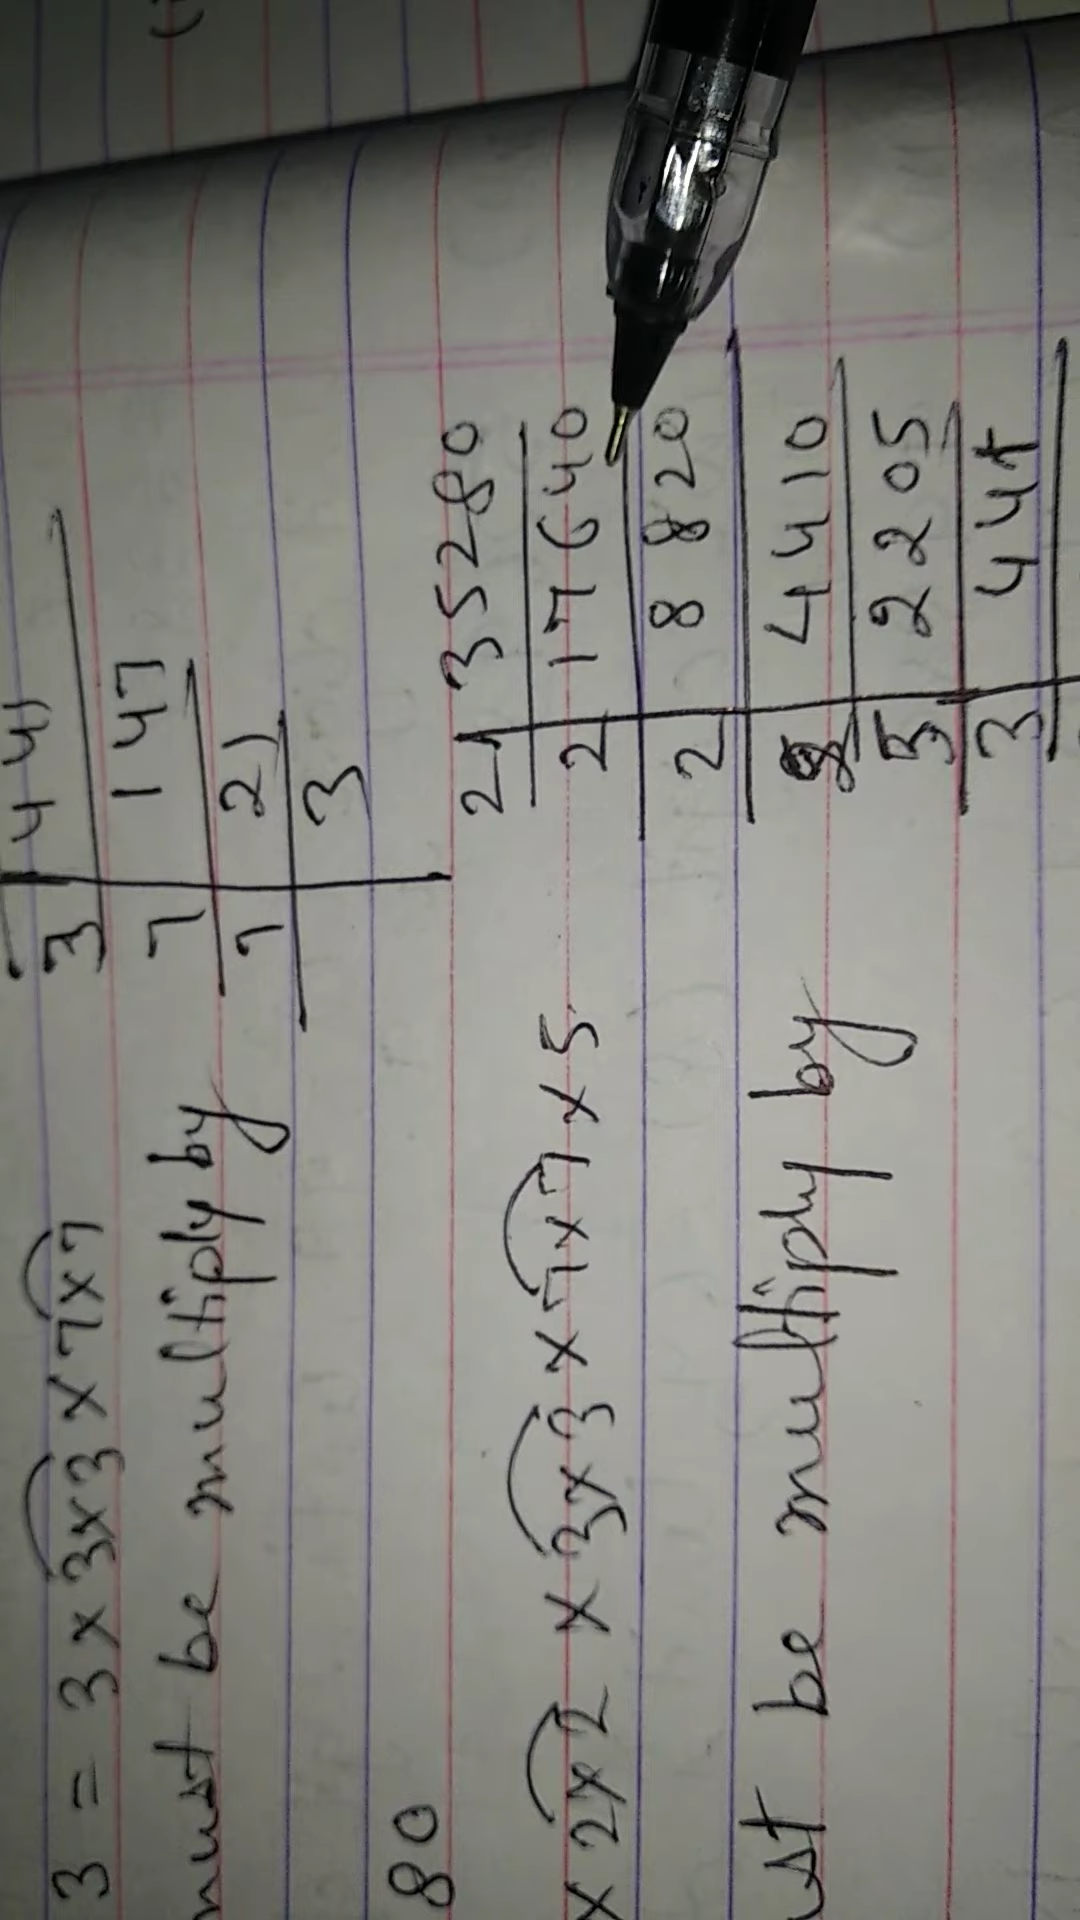 3 | 441
7 | 147
7 | 21
3
3 = 3 x 3x3 x 7x7
must be multiply by
80
2 | 35280
2 | 17640
2 | 8820
2 | 4410
5 | 2205
3 | 441
x 2x2 x 3x3 x 7x7 x 5
ust be multiply by